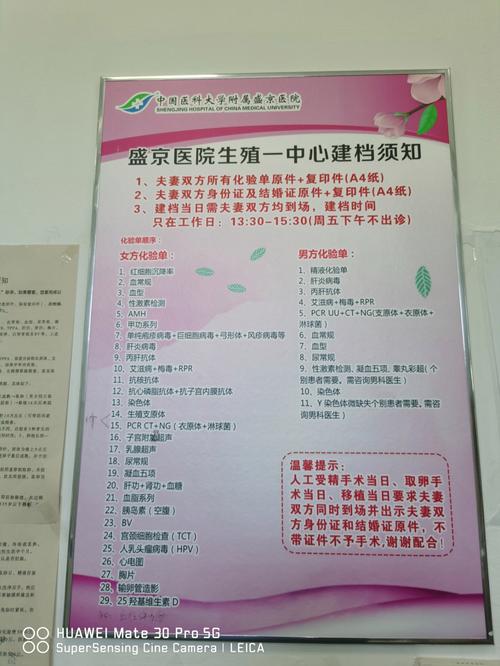 中国医科大学附属盛京医院
SHENGJING HOSPITAL OF CHINA MEDICAL UNIVERSITY
盛京医院生殖一中心建档须知
1、夫妻双方所有化验单原件+复印件(A4纸)
2、夫妻双方身份证及结婚证原件+复印件(A4纸)
3、建档当日需夫妻双方均到场，建档时间
只在工作日：13:30-15:30(周五下午不出诊)
化验单顺序：
女方化验单：
1、红细胞沉降率
2、血常规
3、血型
4、性激素检测
5、AMH
6、甲功系列
7、单纯疱疹病毒+巨细胞病毒+弓形体+风疹病毒等
8、肝炎病毒
9、丙肝抗体
10、艾滋病+梅毒+RPR
11、抗核抗体
12、抗心磷脂抗体+抗子宫内膜抗体
13、染色体
14、生殖支原体
15、PCR CT+NG（衣原体+淋球菌）
16、子宫附属超声
17、乳腺超声
18、尿常规
19、凝血五项
20、肝功+肾功+血糖
21、血脂系列
22、胰岛素（空腹）
23、BV
24、宫颈细胞检查（TCT）
25、人乳头瘤病毒（HPV）
26、心电图
27、胸片
28、输卵管造影
29、25羟基维生素D
男方化验单：
1、精液化验单
2、肝炎病毒
3、丙肝抗体
4、艾滋病+梅毒+RPR
5、PCR UU+CT+NG(支原体+衣原体+
淋球菌)
6、血常规
7、血型
8、尿常规
9、性激素检测、凝血五项、睾丸彩超（个
别患者需要，需咨询男科医生）
10、染色体
11、Y染色体微缺失个别患者需要，需咨
询男科医生）
温馨提示：
人工受精手术当日、取卵手
术当日、移植当日要求夫妻
双方同时到场并出示夫妻双
方身份证和结婚证原件，不
带证件不予手术,谢谢配合！
HUAWEI Mate 30 Pro 5G
SuperSensing Cine Camera | LEICA